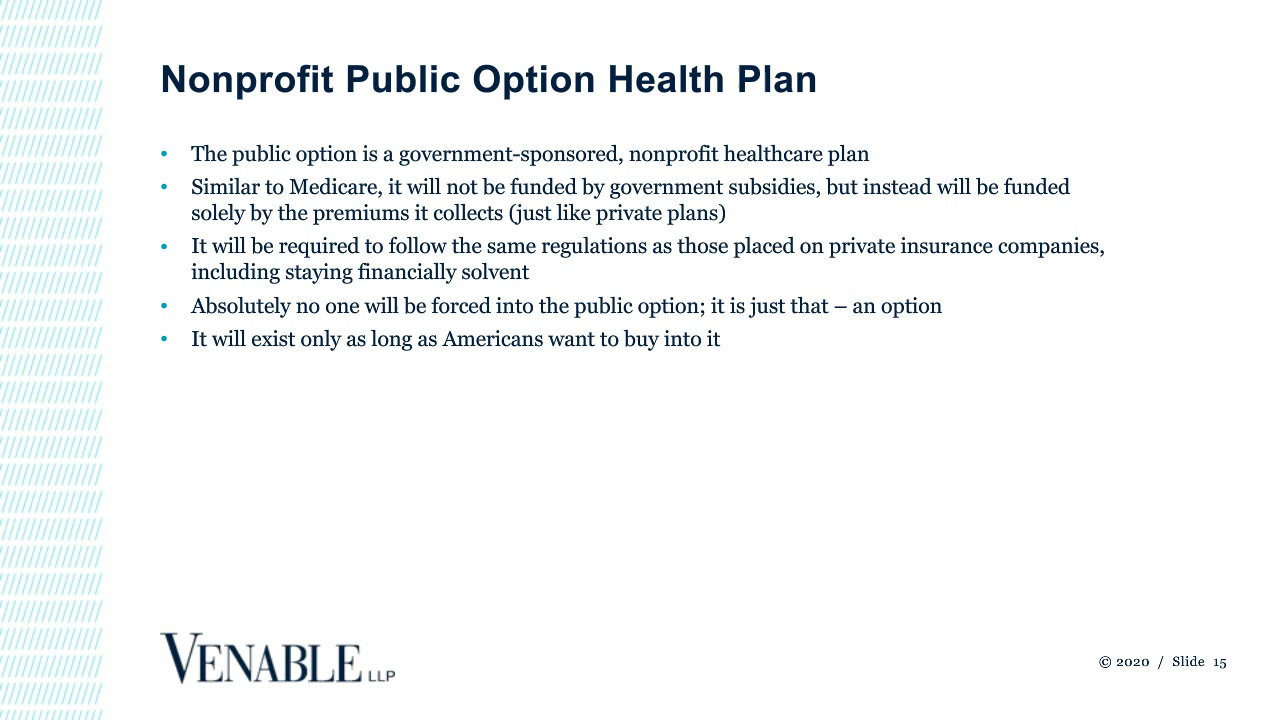 Nonprofit Public Option Health Plan
• The public option is a government-sponsored, nonprofit healthcare plan
• Similar to Medicare, it will not be funded by government subsidies, but instead will be funded
solely by the premiums it collects (just like private plans)
• It will be required to follow the same regulations as those placed on private insurance companies,
including staying financially solvent
• Absolutely no one will be forced into the public option; it is just that – an option
• It will exist only as long as Americans want to buy into it
VENABLE LLP
© 2020 / Slide 15